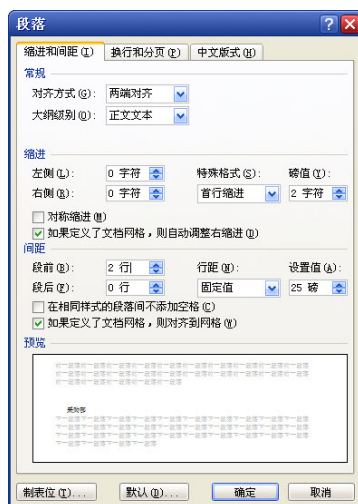 段落
缩进和间距(I) 换行和分页(P) 中文版式(H)
常规
对齐方式(G): 两端对齐
大纲级别(O): 正文文本
缩进
左侧(L): 0 字符 特殊格式(S): 磅值(Y):
右侧(R): 0 字符 首行缩进 2 字符
对称缩进(M)
如果定义了文档网格，则自动调整右缩进(D)
间距
段前(B): 2 行 行距(N): 设置值(A):
段后(F): 0 行 固定值 25 磅
在相同样式的段落间不添加空格(C)
如果定义了文档网格，则对齐到网格(W)
预览
制表位(T)... 默认(D)... 确定 取消